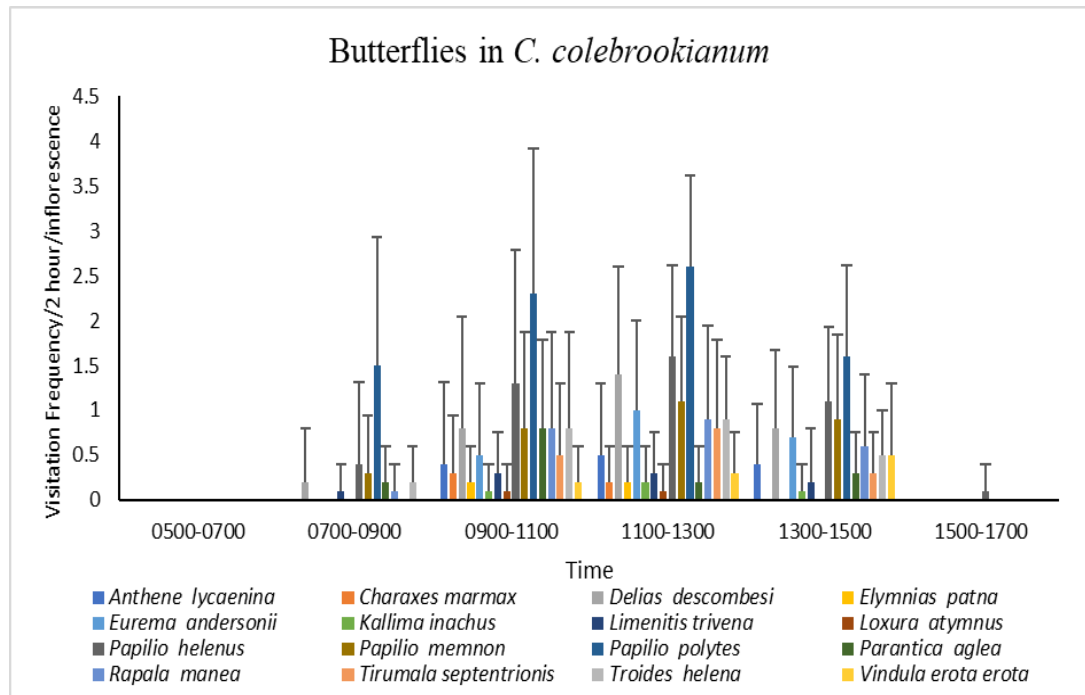 Butterflies in C. colebrookianum
Visitation Frequency/2 hour/inflorescence
4.5
4
3.5
3
2.5
2
1.5
1
0.5
0
0500-0700 0700-0900 0900-1100 1100-1300 1300-1500 1500-1700
Time
Anthene lycaenina Charaxes marmax Delias descombesi Elymnias patna
Eurema andersonii Kallima inachus Limenitis trivena Loxura atymnus
Papilio helenus Papilio memnon Papilio polytes Parantica aglea
Rapala manea Tirumala septentrionis Troides helena Vindula erota erota